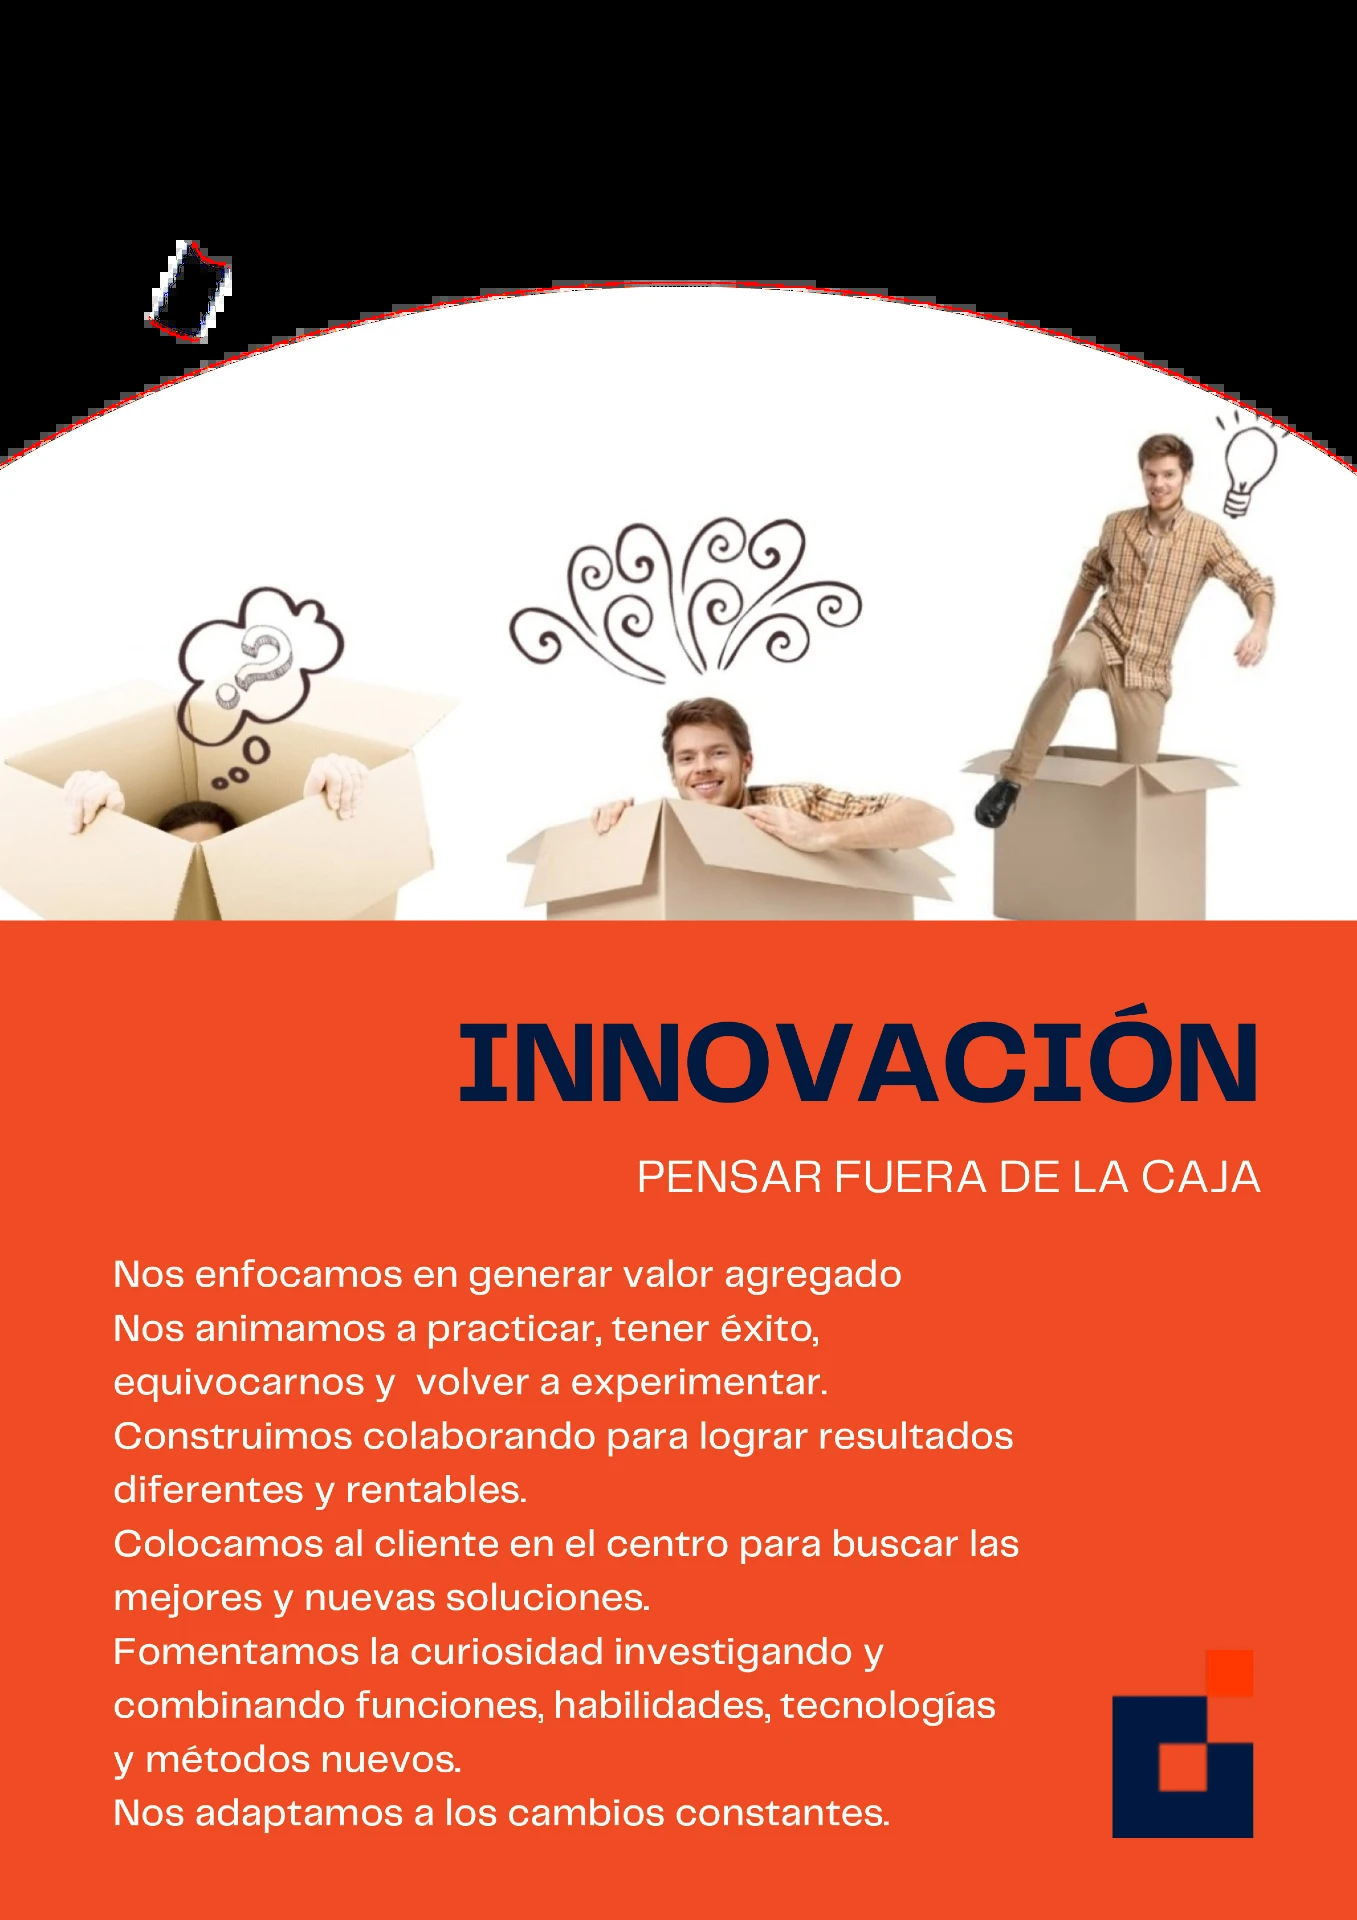 ?
INNOVACIÓN
PENSAR FUERA DE LA CAJA
Nos enfocamos en generar valor agregado
Nos animamos a practicar, tener éxito,
equivocarnos y  volver a experimentar.
Construimos colaborando para lograr resultados
diferentes y rentables.
Colocamos al cliente en el centro para buscar las
mejores y nuevas soluciones.
Fomentamos la curiosidad investigando y
combinando funciones, habilidades, tecnologías
y métodos nuevos.
Nos adaptamos a los cambios constantes.